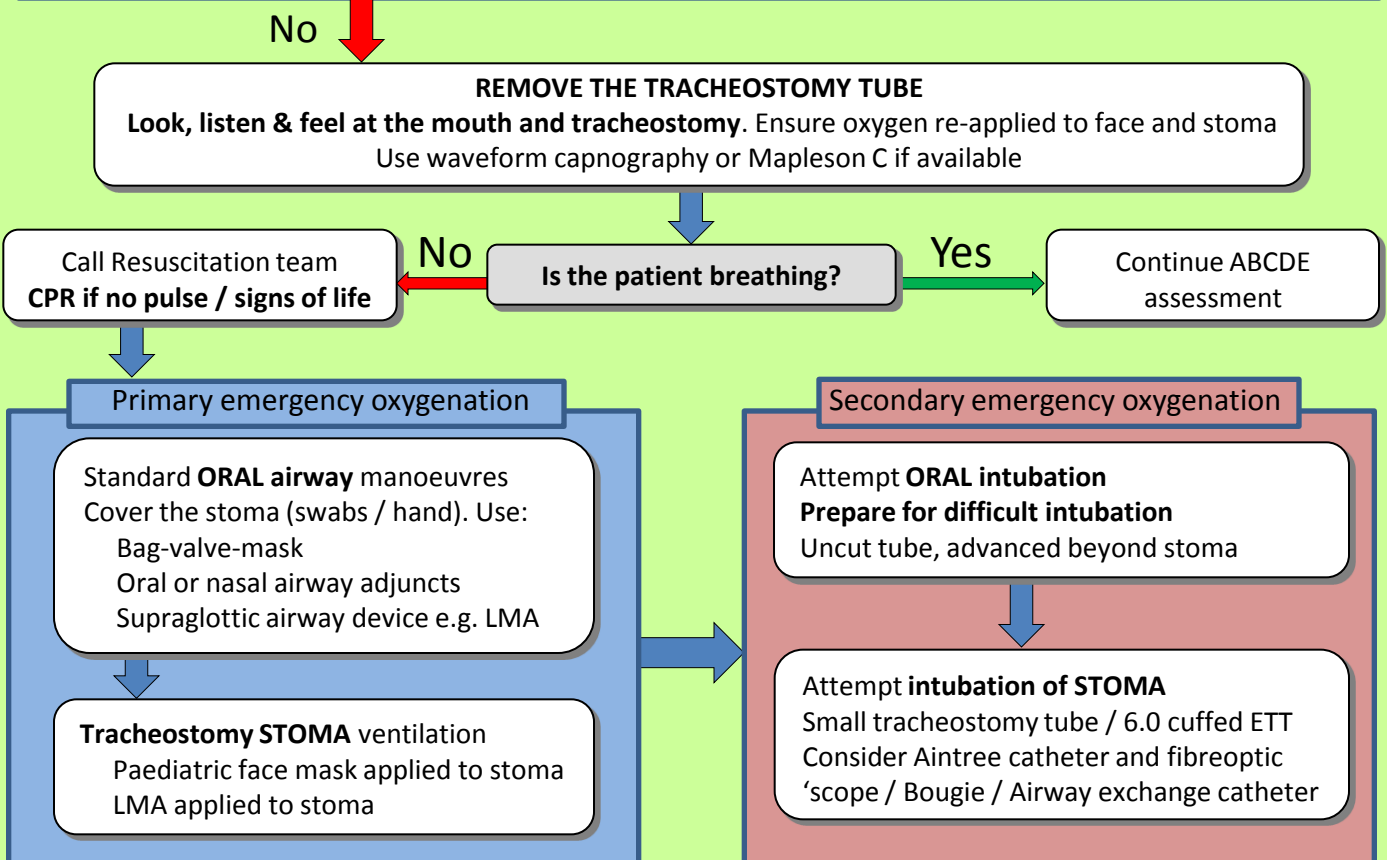 No
REMOVE THE TRACHEOSTOMY TUBE
Look, listen & feel at the mouth and tracheostomy. Ensure oxygen re-applied to face and stoma
Use waveform capnography or Mapleson C if available
Call Resuscitation team
CPR if no pulse / signs of life
No
Is the patient breathing?
Yes
Continue ABCDE
assessment
Primary emergency oxygenation
Standard ORAL airway manoeuvres
Cover the stoma (swabs / hand). Use:
Bag-valve-mask
Oral or nasal airway adjuncts
Supraglottic airway device e.g. LMA
Tracheostomy STOMA ventilation
Paediatric face mask applied to stoma
LMA applied to stoma
Secondary emergency oxygenation
Attempt ORAL intubation
Prepare for difficult intubation
Uncut tube, advanced beyond stoma
Attempt intubation of STOMA
Small tracheostomy tube / 6.0 cuffed ETT
Consider Aintree catheter and fibreoptic
‘scope / Bougie / Airway exchange catheter